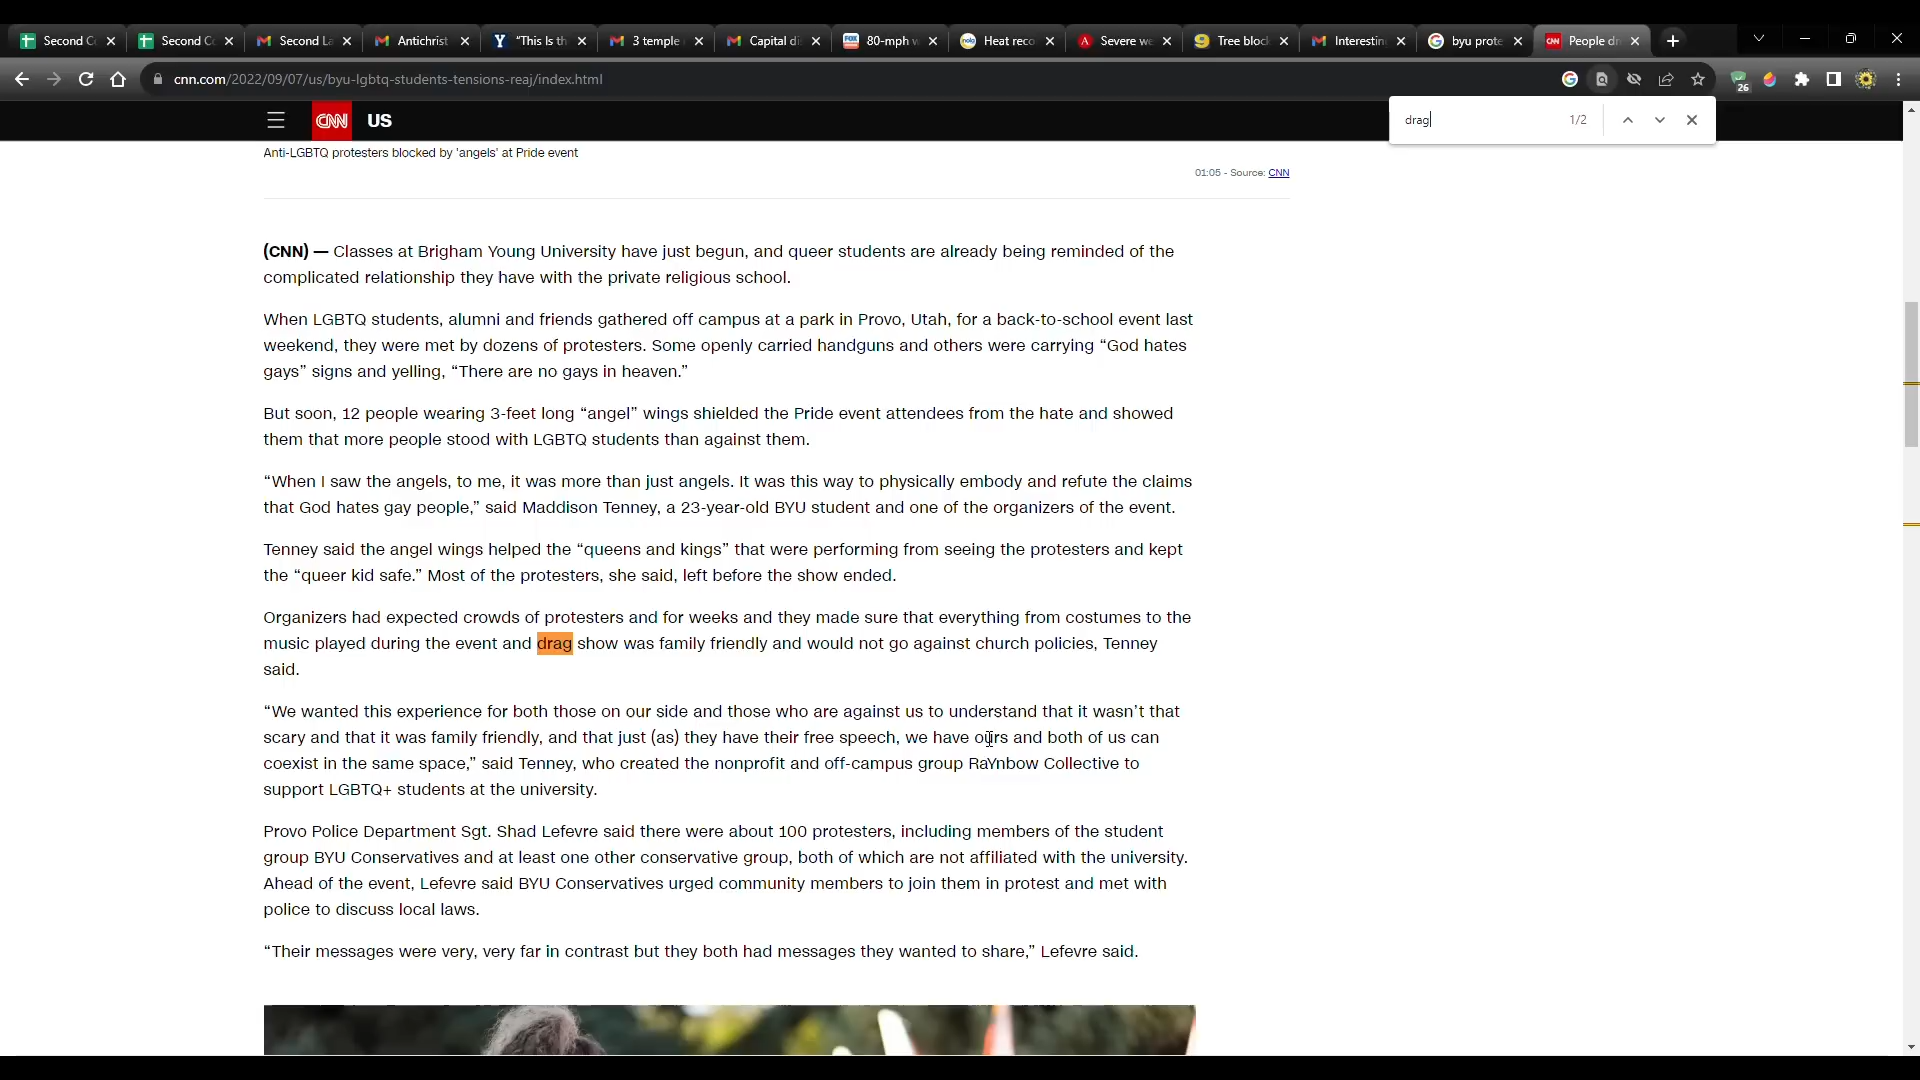 Second C
Second C
Second La
Antichrist
"This Is th
3 temple
Capital di
80-mph w
Heat reco
Severe we
Tree block
Interestin
byu prote
People dr
cnn.com/2022/09/07/us/byu-lgbtq-students-tensions-reaj/index.html
26
CNN US
drag 1/2
Anti-LGBTQ protesters blocked by 'angels' at Pride event
01:05 - Source: CNN
(CNN) — Classes at Brigham Young University have just begun, and queer students are already being reminded of the
complicated relationship they have with the private religious school.
When LGBTQ students, alumni and friends gathered off campus at a park in Provo, Utah, for a back-to-school event last
weekend, they were met by dozens of protesters. Some openly carried handguns and others were carrying “God hates
gays” signs and yelling, “There are no gays in heaven.”
But soon, 12 people wearing 3-feet long “angel” wings shielded the Pride event attendees from the hate and showed
them that more people stood with LGBTQ students than against them.
“When I saw the angels, to me, it was more than just angels. It was this way to physically embody and refute the claims
that God hates gay people,” said Maddison Tenney, a 23-year-old BYU student and one of the organizers of the event.
Tenney said the angel wings helped the “queens and kings” that were performing from seeing the protesters and kept
the “queer kid safe.” Most of the protesters, she said, left before the show ended.
Organizers had expected crowds of protesters and for weeks and they made sure that everything from costumes to the
music played during the event and drag show was family friendly and would not go against church policies, Tenney
said.
“We wanted this experience for both those on our side and those who are against us to understand that it wasn’t that
scary and that it was family friendly, and that just (as) they have their free speech, we have ours and both of us can
coexist in the same space,” said Tenney, who created the nonprofit and off-campus group RaYnbow Collective to
support LGBTQ+ students at the university.
Provo Police Department Sgt. Shad Lefevre said there were about 100 protesters, including members of the student
group BYU Conservatives and at least one other conservative group, both of which are not affiliated with the university.
Ahead of the event, Lefevre said BYU Conservatives urged community members to join them in protest and met with
police to discuss local laws.
“Their messages were very, very far in contrast but they both had messages they wanted to share,” Lefevre said.